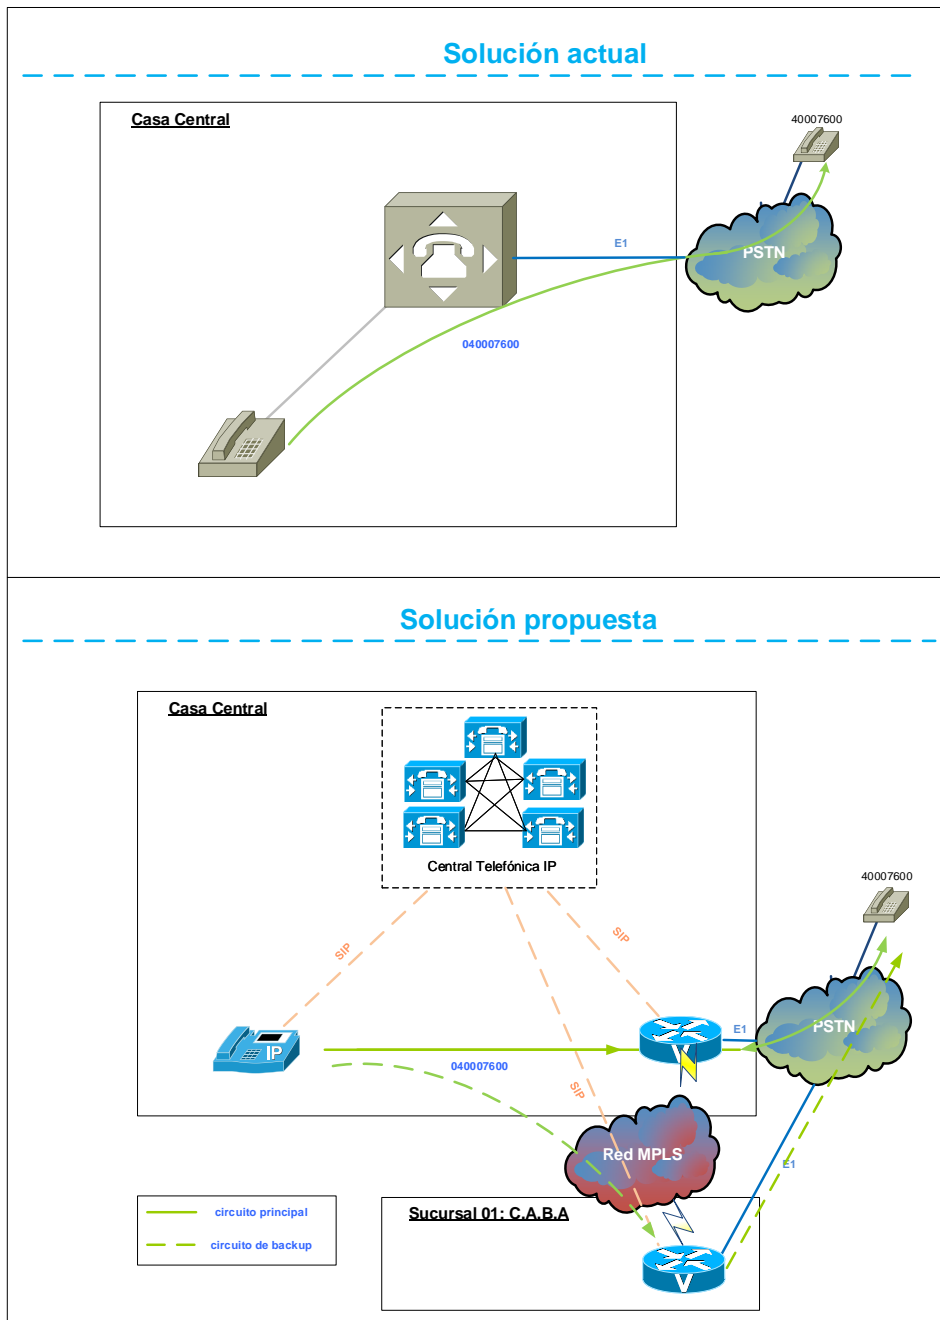 Solución actual
Casa Central
40007600
E1
PSTN
040007600
Solución propuesta
Casa Central
Central Telefónica IP
40007600
SIP
SIP
IP
E1
PSTN
V
040007600
SIP
Red MPLS
E1
circuito principal
circuito de backup
Sucursal 01: C.A.B.A
V